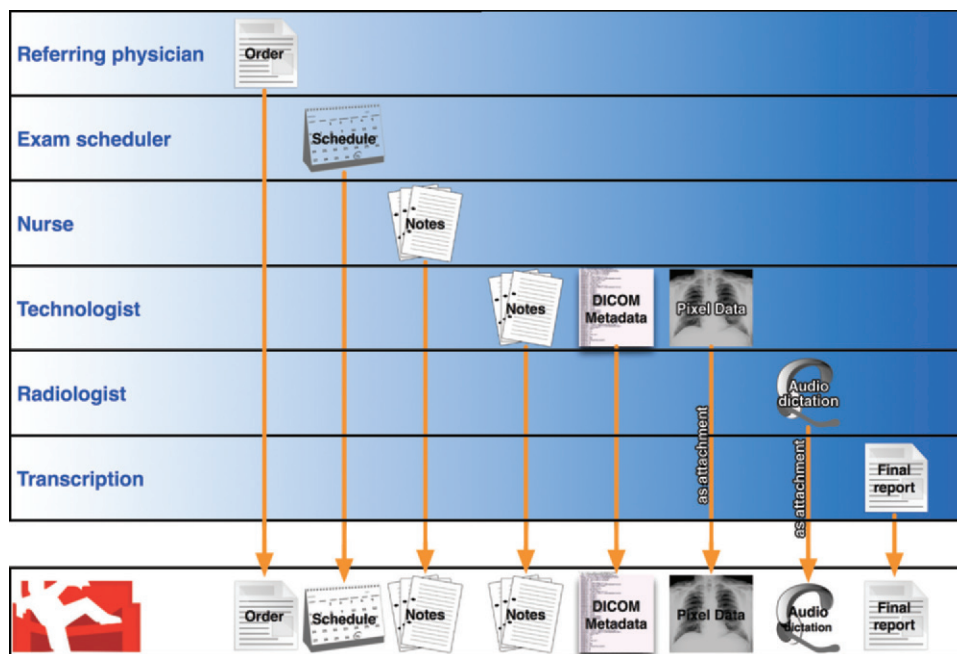 Referring physician
Order
Exam scheduler
Schedule
Nurse
Notes
Technologist
Notes
DICOM
Metadata
Pixel Data
Radiologist
Audio
dictation
as attachment
as attachment
Transcription
Final
report
Order
Schedule
Notes
Notes
DICOM
Metadata
Pixel Data
Audio
dictation
Final
report